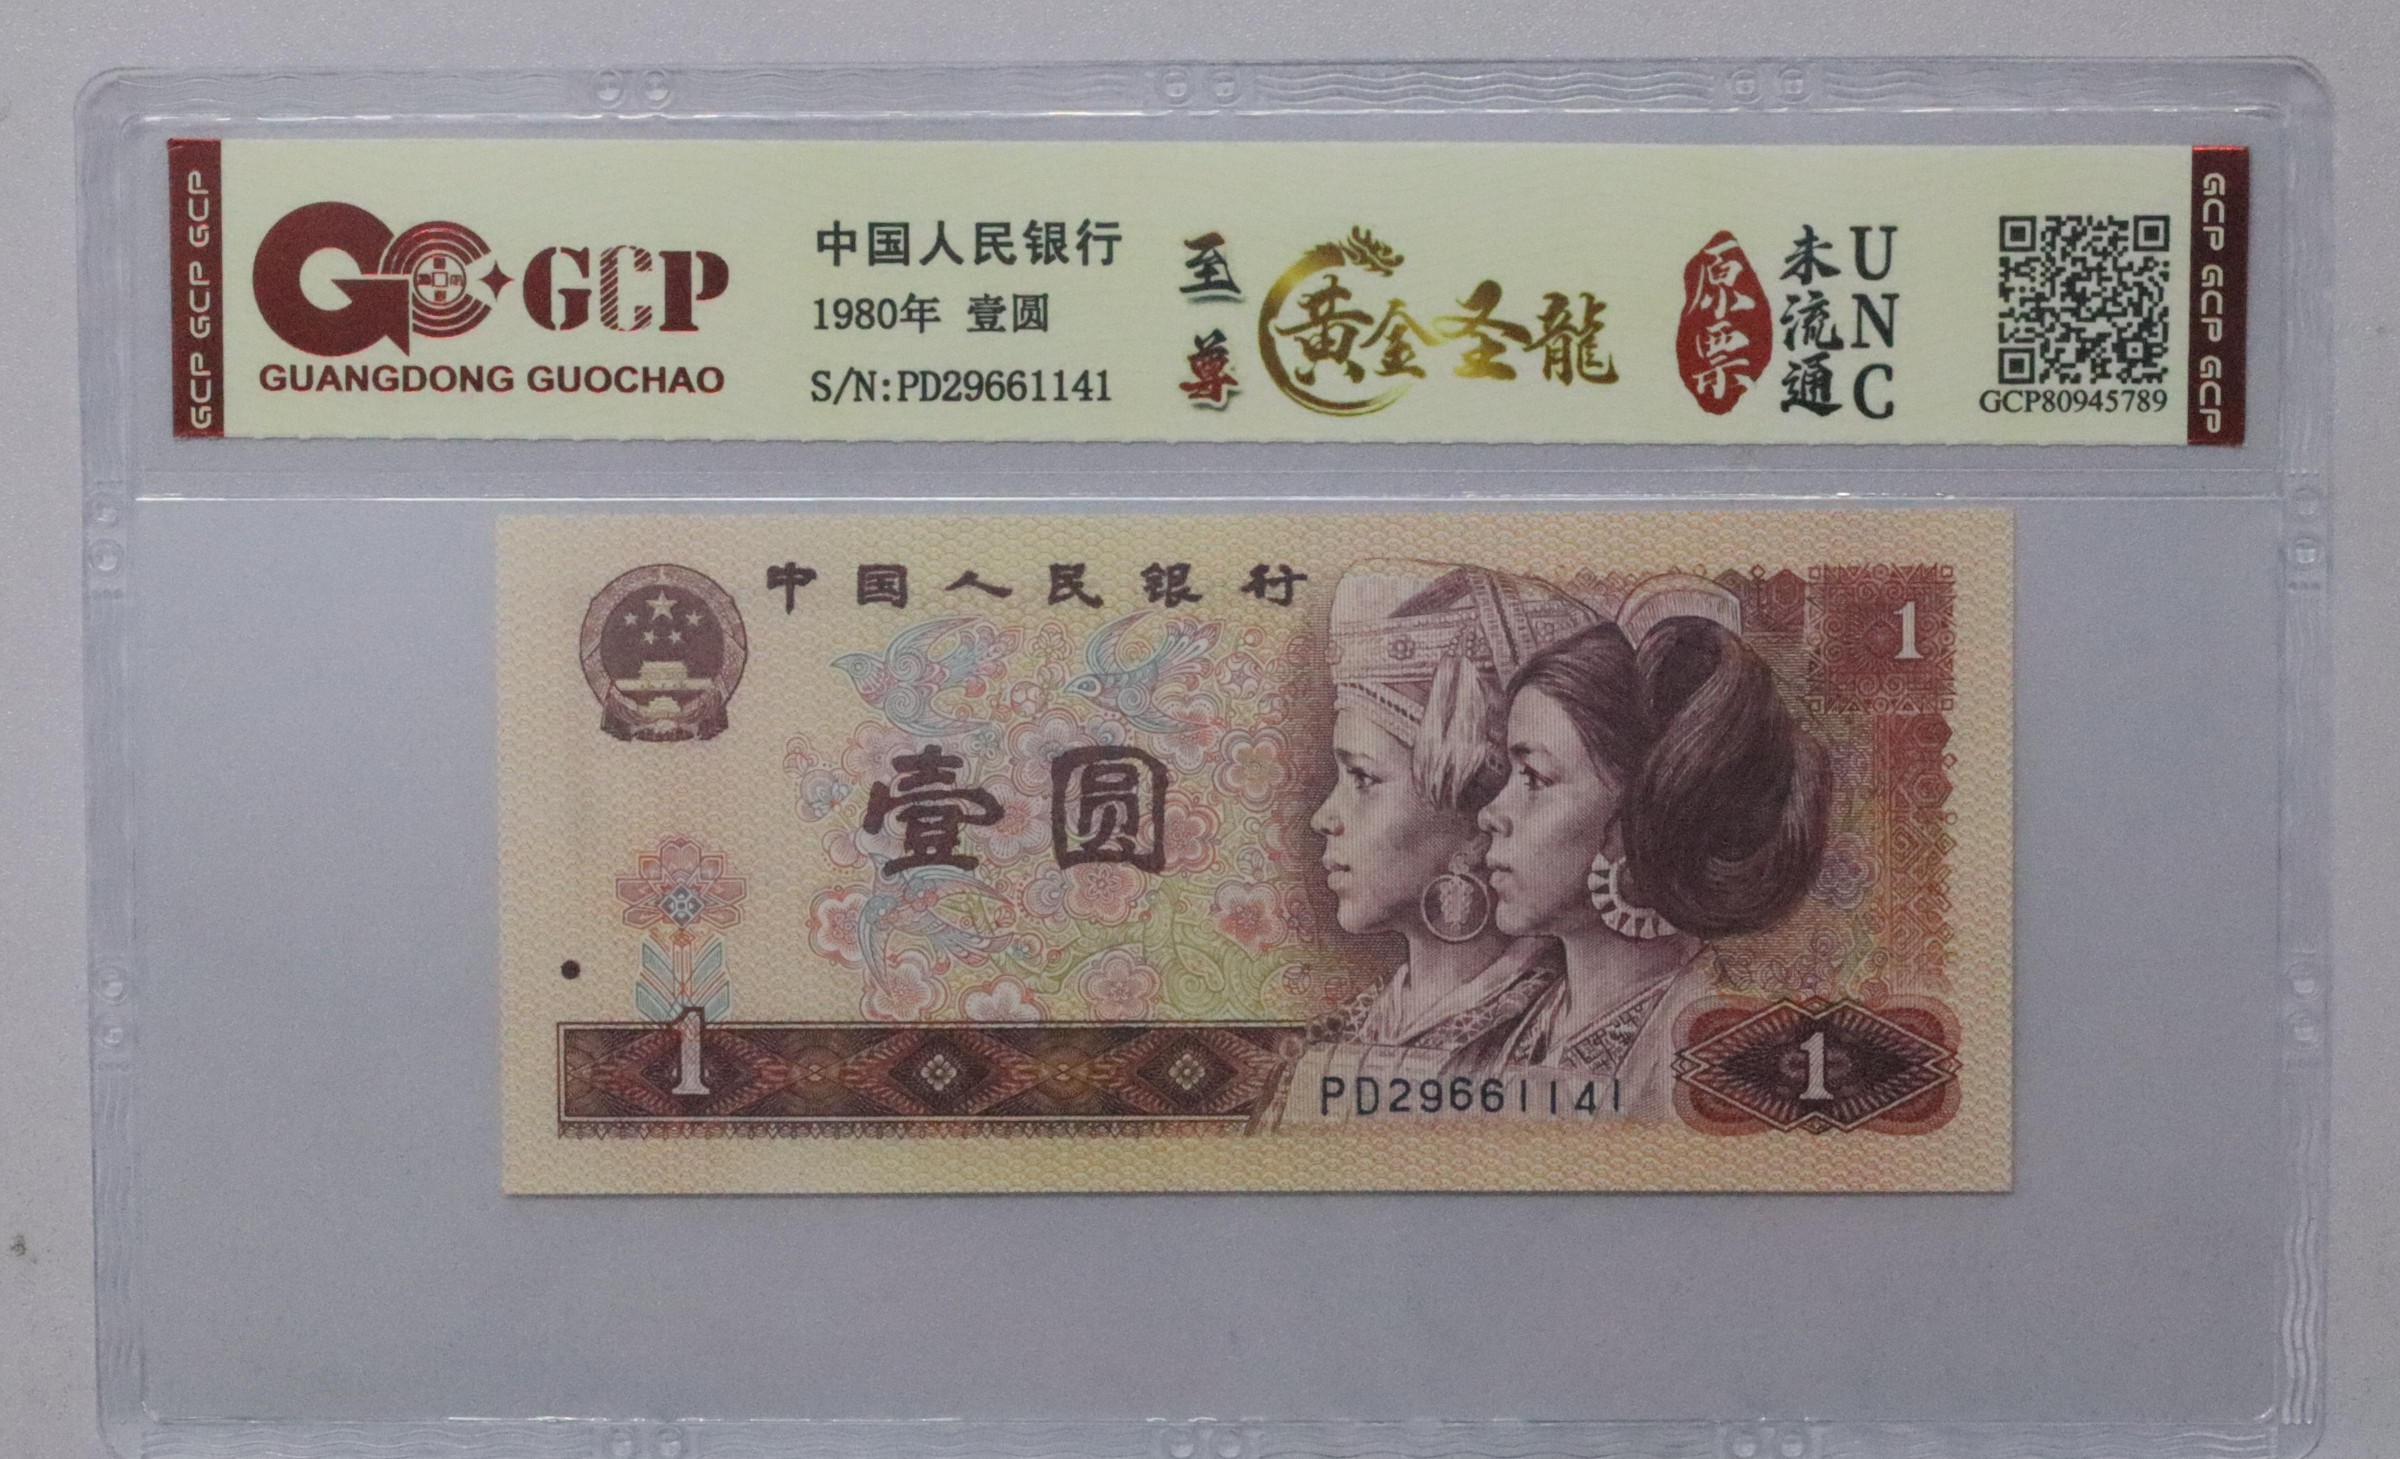 GCP GCP GCP
GCP
GUANGDONG GUOCHAO
中国人民银行
1980年 壹圆
S/N:PD29661141
至尊
黄金圣龍
原票
未流通
UNC
GCP80945789
GCP GCP GCP
中国人民银行
1
壹圆
1
PD29661141
1